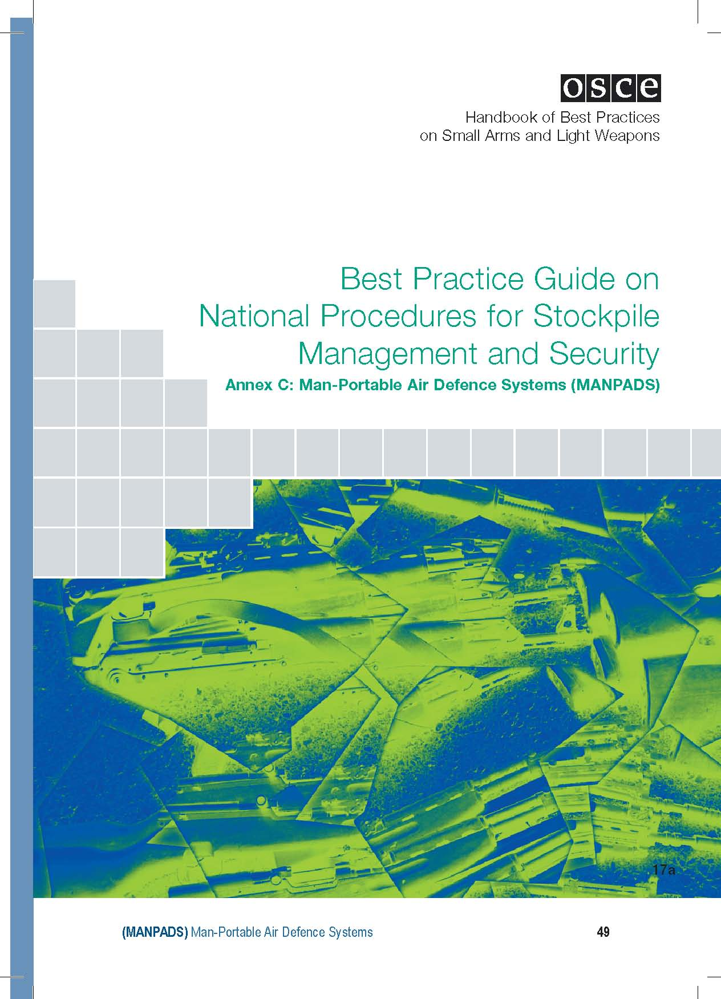 osce
Handbook of Best Practices
on Small Arms and Light Weapons
Best Practice Guide on
National Procedures for Stockpile
Management and Security
Annex C: Man-Portable Air Defence Systems (MANPADS)
17a
(MANPADS) Man-Portable Air Defence Systems 49